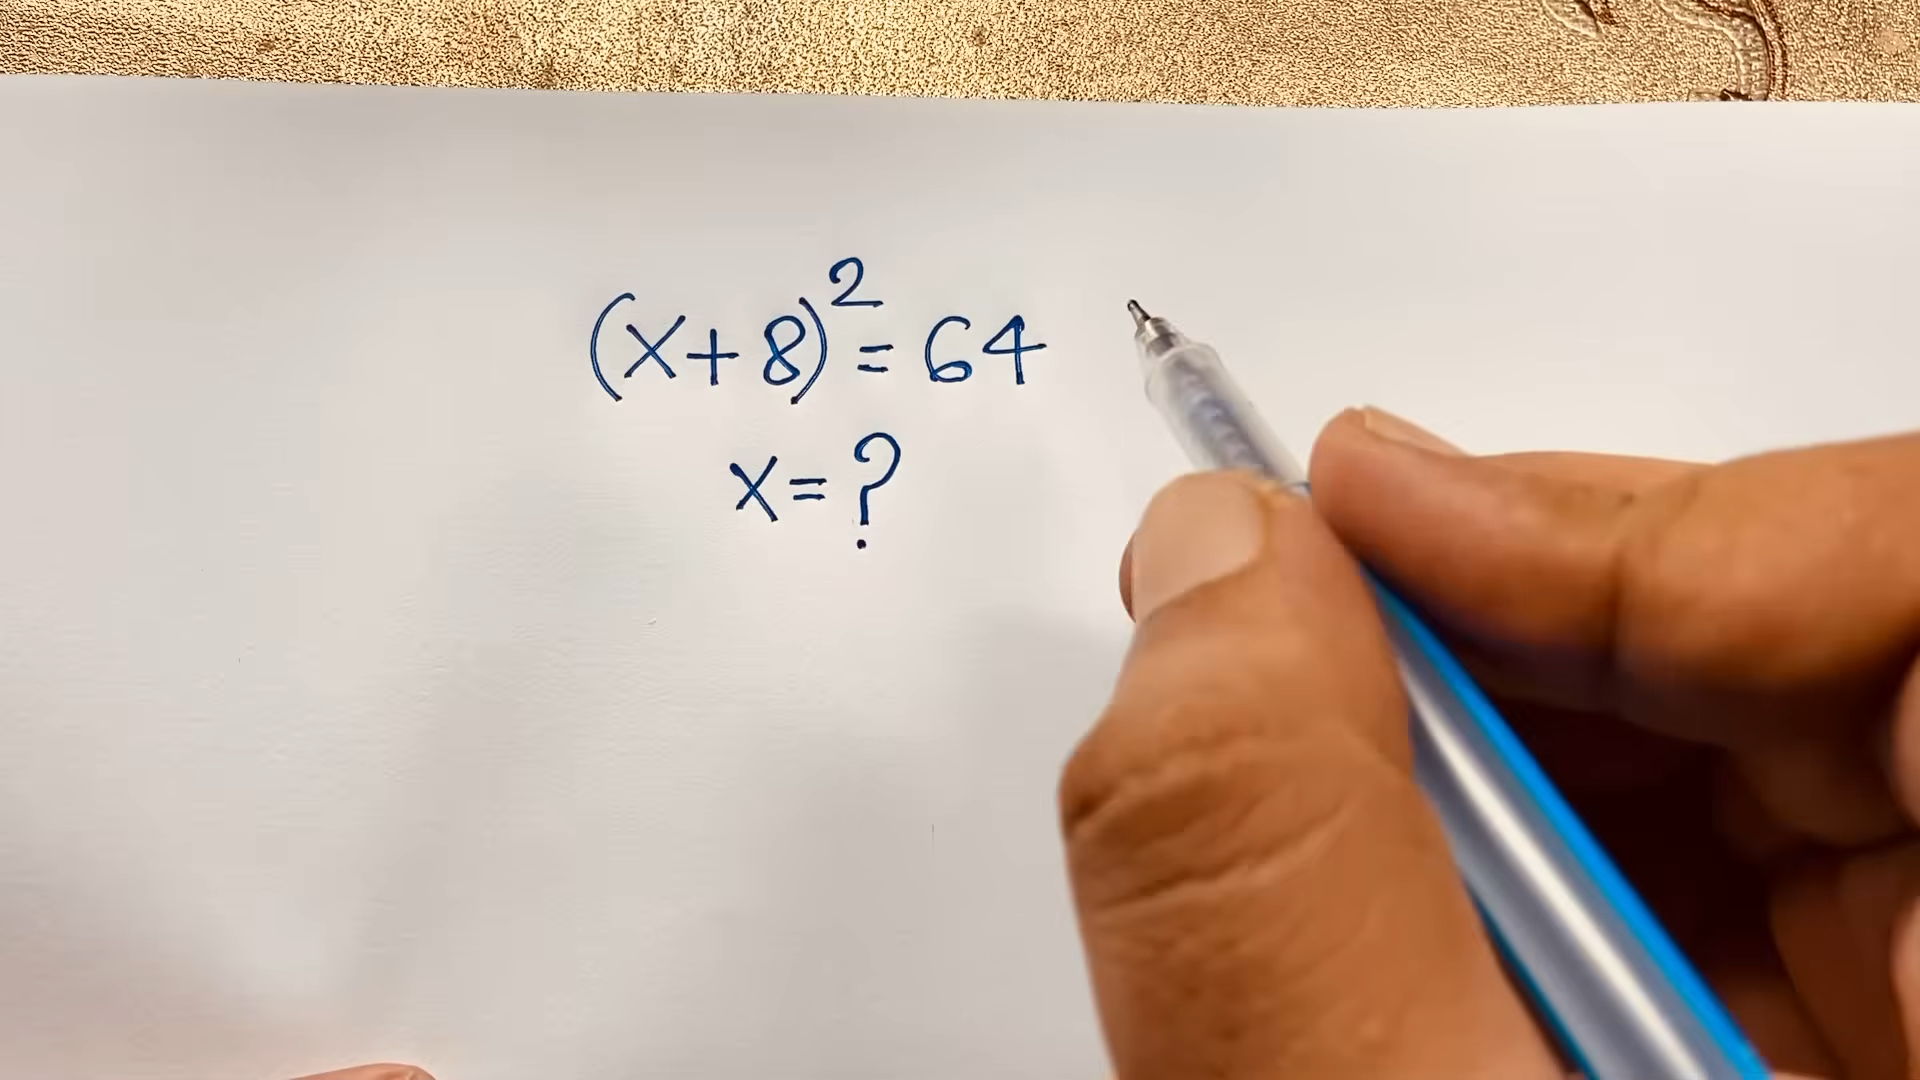 (x+8)² = 64
x = ?